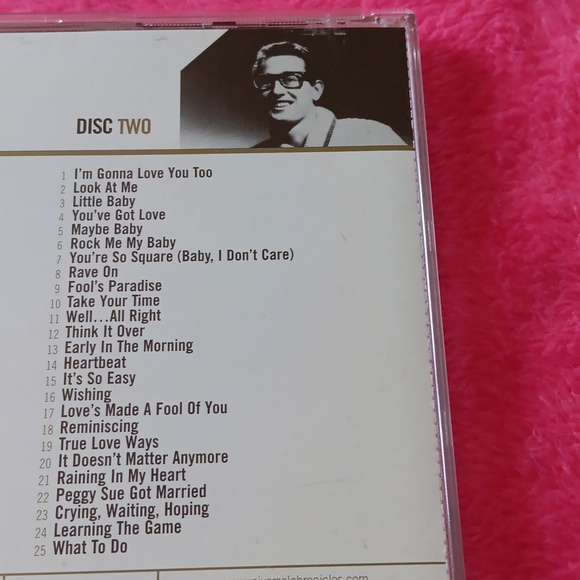 DISC TWO
1 I'm Gonna Love You Too
2 Look At Me
3 Little Baby
4 You've Got Love
5 Maybe Baby
6 Rock Me My Baby
7 You're So Square (Baby, I Don't Care)
8 Rave On
9 Fool's Paradise
10 Take Your Time
11 Well...All Right
12 Think It Over
13 Early In The Morning
14 Heartbeat
15 It's So Easy
16 Wishing
17 Love's Made A Fool Of You
18 Reminiscing
19 True Love Ways
20 It Doesn't Matter Anymore
21 Raining In My Heart
22 Peggy Sue Got Married
23 Crying, Waiting, Hoping
24 Learning The Game
25 What To Do